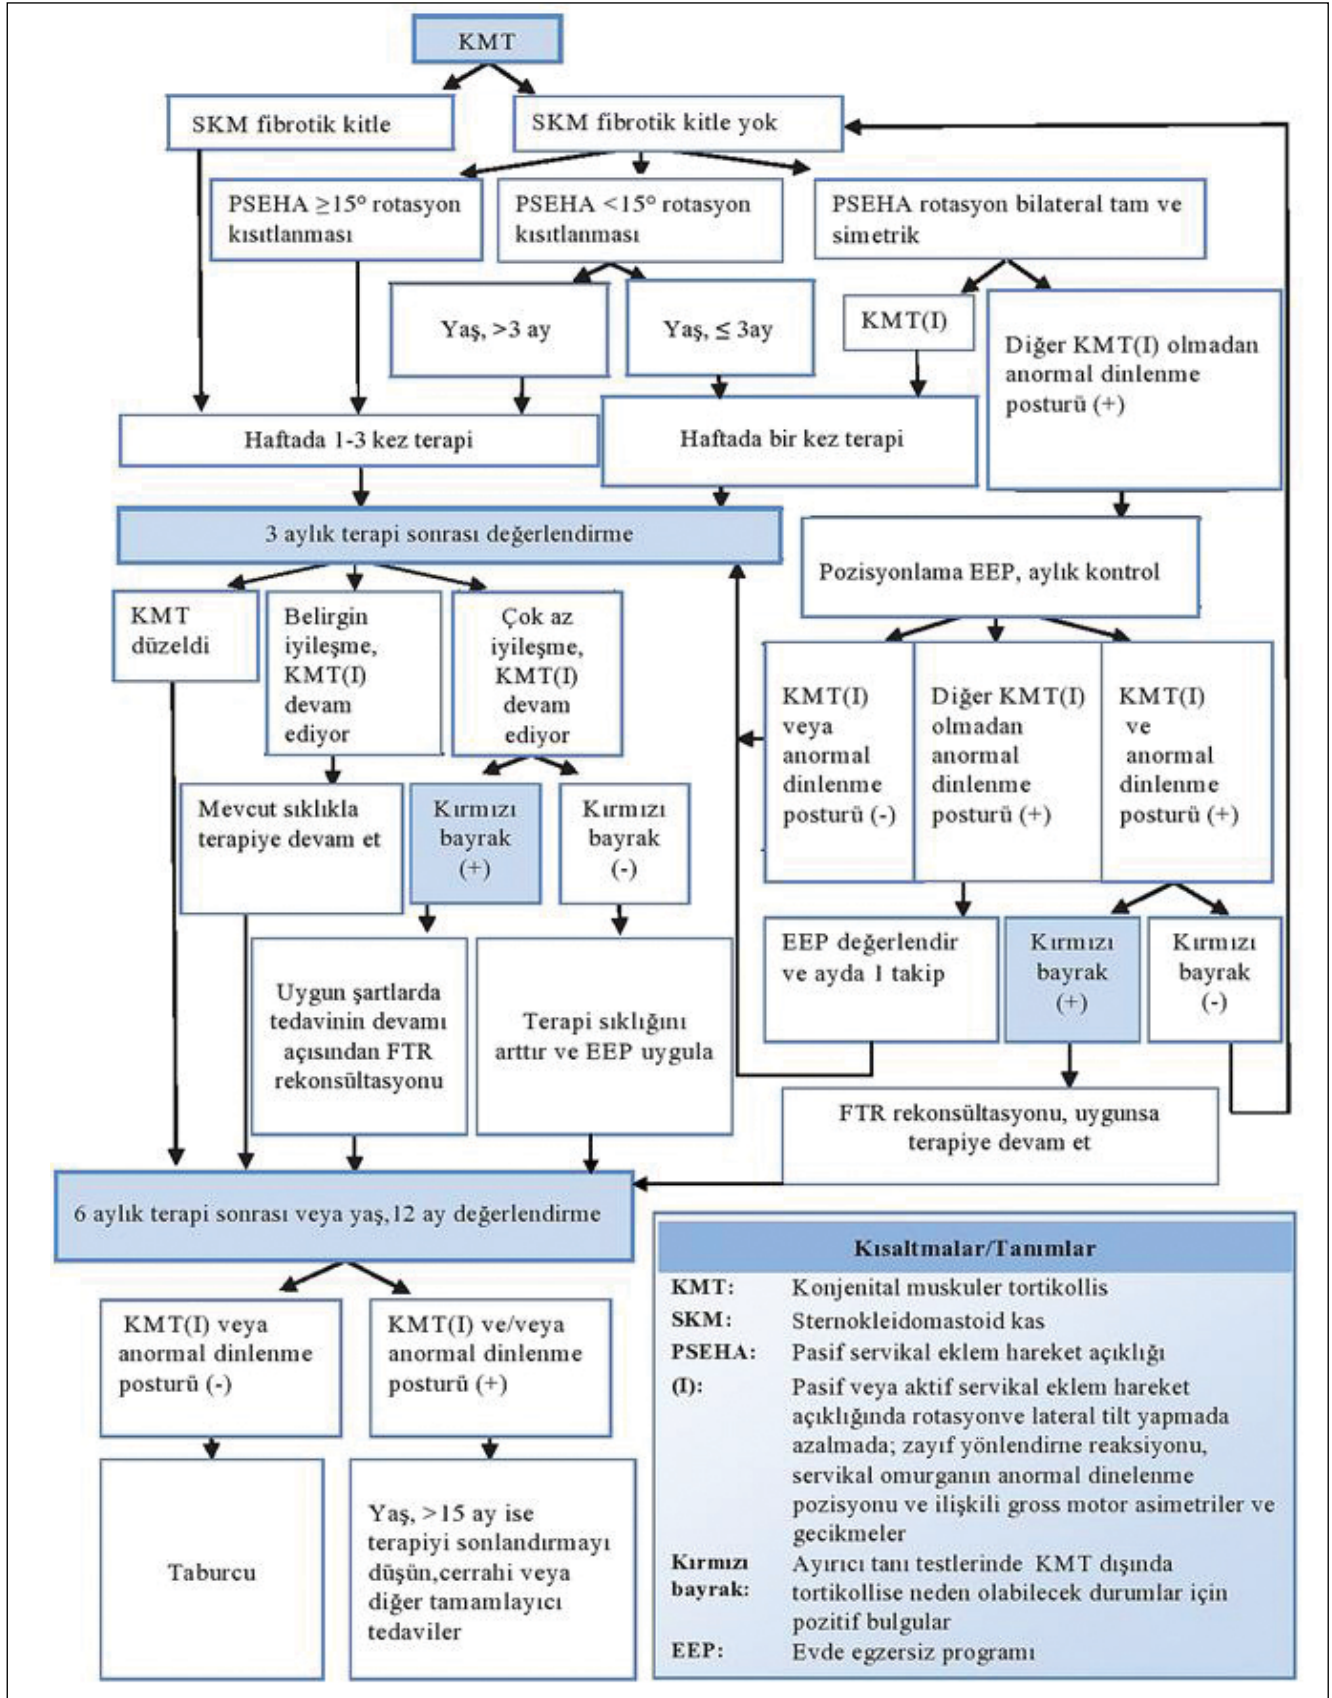 KMT
SKM fibrotik kitle
SKM fibrotik kitle yok
PSEHA ≥15° rotasyon
kısıtlanması
PSEHA <15° rotasyon
kısıtlanması
PSEHA rotasyon bilateral tam ve
simetrik
Yaş, >3 ay
Yaş, ≤ 3ay
KMT(I)
Diğer KMT(I) olmadan
anormal dinlenme
posturü (+)
Haftada 1-3 kez terapi
Haftada bir kez terapi
3 aylık terapi sonrası değerlendirme
Pozisyonlama EEP, aylık kontrol
KMT
düzeldi
Belirgin
iyileşme,
KMT(I)
devam
ediyor
Çok az
iyileşme,
KMT(I)
devam
ediyor
KMT(I)
veya
anormal
dinlenme
posturü (-)
Diğer KMT(I)
olmadan
anormal
dinlenme
posturü (+)
KMT(I)
ve
anormal
dinlenme
posturü (+)
Mevcut sıklıkla
terapiye devam et
Kırmızı
bayrak
(+)
Kırmızı
bayrak
(-)
EEP değerlendir
ve ayda 1 takip
Kırmızı
bayrak
(+)
Kırmızı
bayrak
(-)
Uygun şartlarda
tedavinin devamı
açısından FTR
rekonsültasyonu
Terapi sıklığını
arttır ve EEP uygula
FTR rekonsültasyonu, uygunsa
terapiye devam et
6 aylık terapi sonrası veya yaş,12 ay değerlendirme
KMT(I) veya
anormal dinlenme
posturü (-)
KMT(I) ve/veya
anormal dinlenme
posturü (+)
Taburcu
Yaş, >15 ay ise
terapiyi sonlandırmayı
düşün,cerrahi veya
diğer tamamlayıcı
tedaviler
Kısaltmalar/Tanımlar
KMT: Konjenital muskuler tortikollis
SKM: Sternokleidomastoid kas
PSEHA: Pasif servikal eklem hareket açıklığı
(I): Pasif veya aktif servikal eklem hareket
açıklığında rotasyonve lateral tilt yapmada
azalmada; zayıf yönlendirne reaksiyonu,
servikal omurganın anormal dinelenme
pozisyonu ve ilişkili gross motor asimetriler ve
gecikmeler
Kırmızı Ayırıcı tanı testlerinde KMT dışında
bayrak: tortikollise neden olabilecek durumlar için
pozitif bulgular
EEP: Evde egzersiz programı